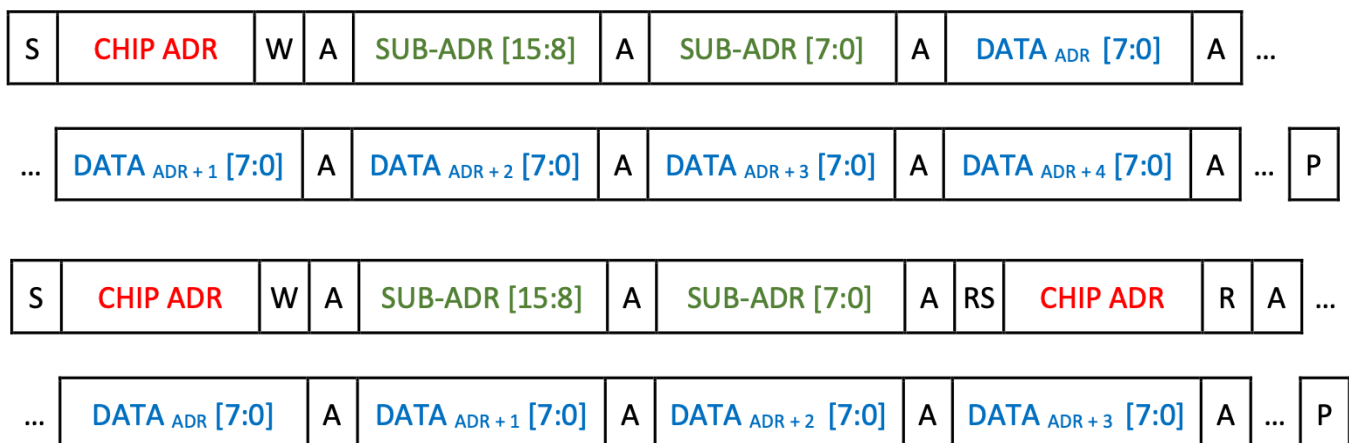 S CHIP ADR W A SUB-ADR [15:8] A SUB-ADR [7:0] A DATA ADR [7:0] A ...
... DATA ADR + 1 [7:0] A DATA ADR + 2 [7:0] A DATA ADR + 3 [7:0] A DATA ADR + 4 [7:0] A ... P
S CHIP ADR W A SUB-ADR [15:8] A SUB-ADR [7:0] A RS CHIP ADR R A ...
... DATA ADR [7:0] A DATA ADR + 1 [7:0] A DATA ADR + 2 [7:0] A DATA ADR + 3 [7:0] A ... P